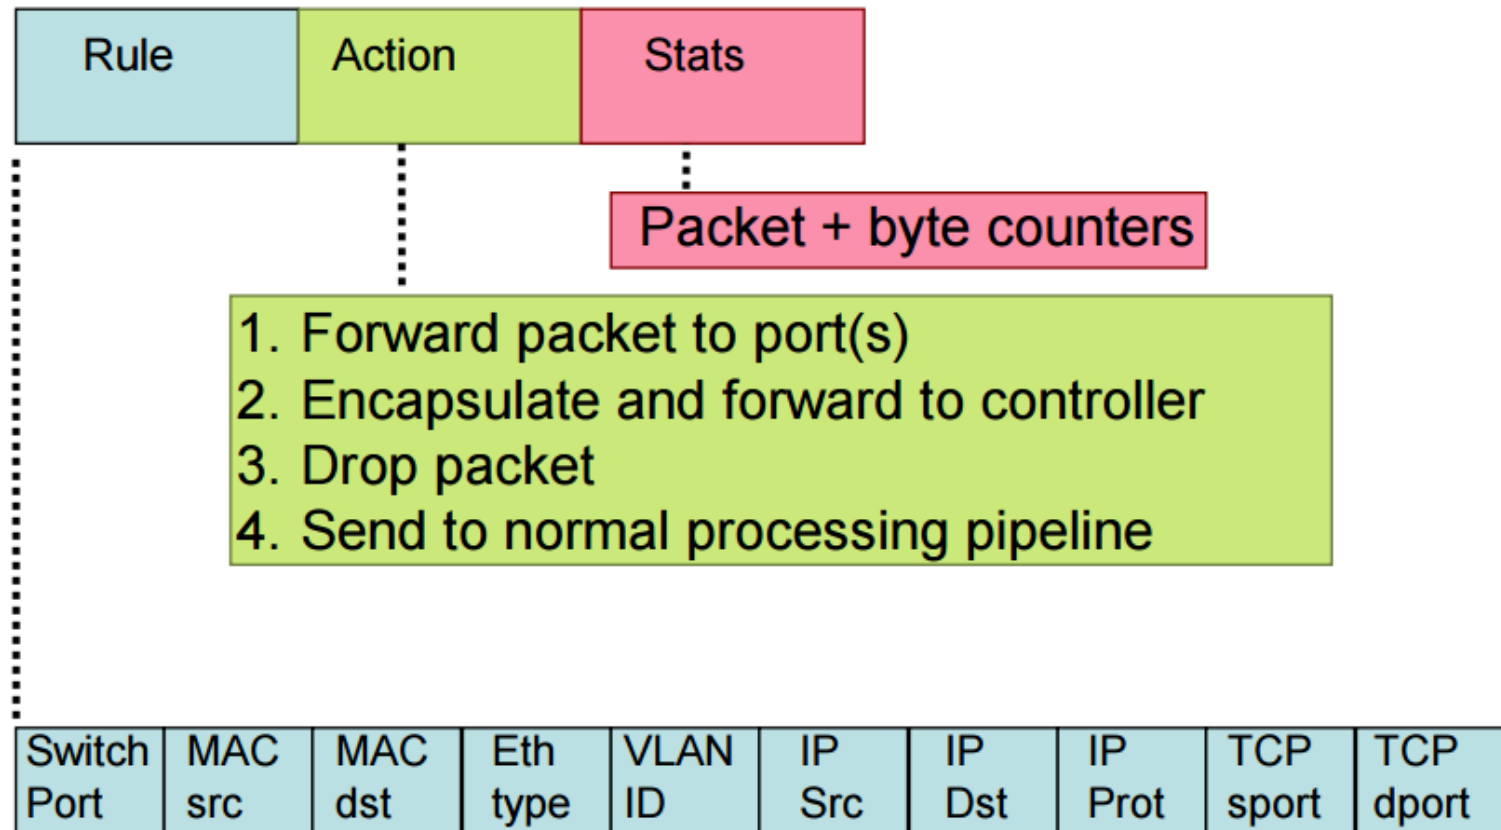 Rule Action Stats
Packet + byte counters
1. Forward packet to port(s)
2. Encapsulate and forward to controller
3. Drop packet
4. Send to normal processing pipeline
Switch MAC MAC Eth VLAN IP IP IP TCP TCP
Port src dst type ID Src Dst Prot sport dport